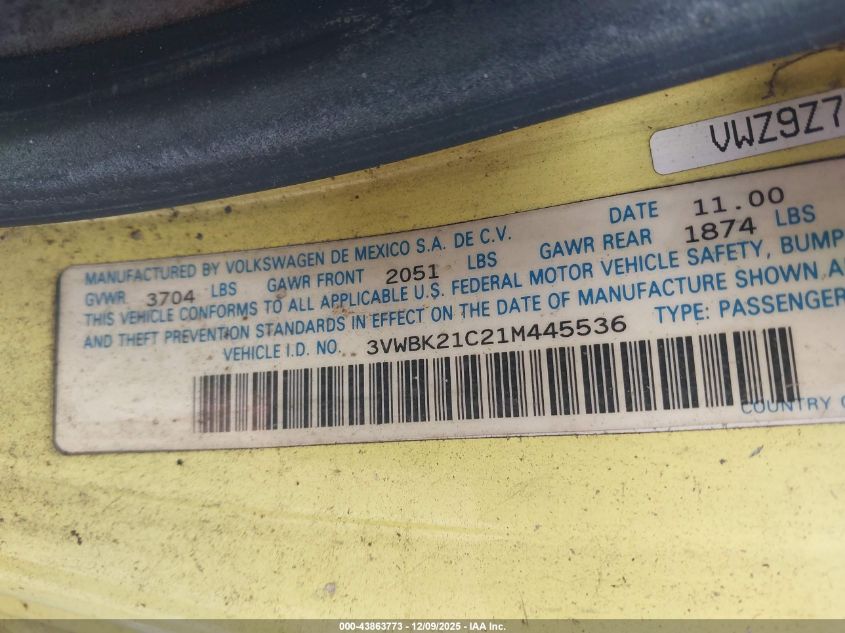 VWZ9Z7
MANUFACTURED BY VOLKSWAGEN DE MEXICO S.A. DE C.V. DATE 11.00
GVWR 3704 LBS GAWR FRONT 2051 LBS GAWR REAR 1874 LBS
THIS VEHICLE CONFORMS TO ALL APPLICABLE U.S. FEDERAL MOTOR VEHICLE SAFETY, BUMP
AND THEFT PREVENTION STANDARDS IN EFFECT ON THE DATE OF MANUFACTURE SHOWN A
VEHICLE I.D. NO. 3VWBK21C21M445536 TYPE: PASSENGER
COUNTRY O
000-43863773 - 12/09/2025 - IAA Inc.